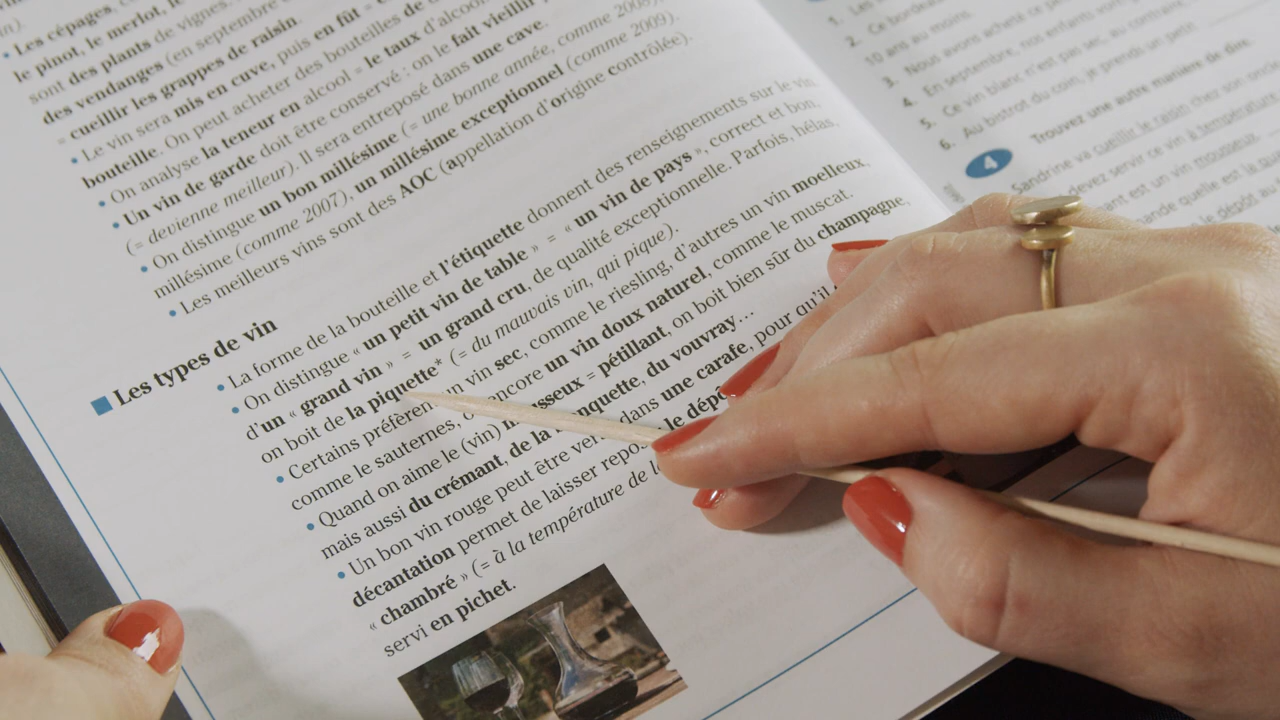 • Les cépages, c
le pinot, le merlot, le
sont des plants de vignes.
des vendanges (en septembre
= cueillir les grappes de raisin.
• Le vin sera mis en cuve, puis en fût =
bouteille. On peut acheter des bouteilles de
• On analyse la teneur en alcool = le taux d'alcool
• Un vin de garde doit être conservé : on le fait vieillir
(= devienne meilleur). Il sera entreposé dans une cave.
• On distingue un bon millésime (= une bonne année, comme 2008),
millésime (comme 2007), un millésime exceptionnel (comme 2009).
• Les meilleurs vins sont des AOC (appellation d'origine contrôlée).
■ Les types de vin
• La forme de la bouteille et l'étiquette donnent des renseignements sur le vin.
• On distingue « un petit vin de table » = « un vin de pays », correct et bon,
d'un « grand vin » = un grand cru, de qualité exceptionnelle. Parfois, hélas,
on boit de la piquette* (= du mauvais vin, qui pique).
• Certains préfèrent un vin sec, comme le riesling, d'autres un vin moelleux,
comme le sauternes, encore un vin doux naturel, comme le muscat.
• Quand on aime le (vin) mousseux = pétillant, on boit bien sûr du champagne,
mais aussi du crémant, de la nquette, du vouvray…
• Un bon vin rouge peut être vers dans une carafe, pour qu'il
décantation permet de laisser repos le dép
« chambré » (= à la température de l
servi en pichet.
1. Les
2. Ce bordeaux
10 ans au moins.
3. Nous avons acheté ce
4. En septembre, nos enfants vont
5. Ce vin blanc n'est pas sec, au contraire,
6. Au bistrot du coin, je prends un petit
4 Trouvez une autre manière de dire.
Sandrine va cueillir le raisin chez son oncle
devez servir ce vin à température
ant est un vin mousseux.
ande quelle est la
le dépôt au